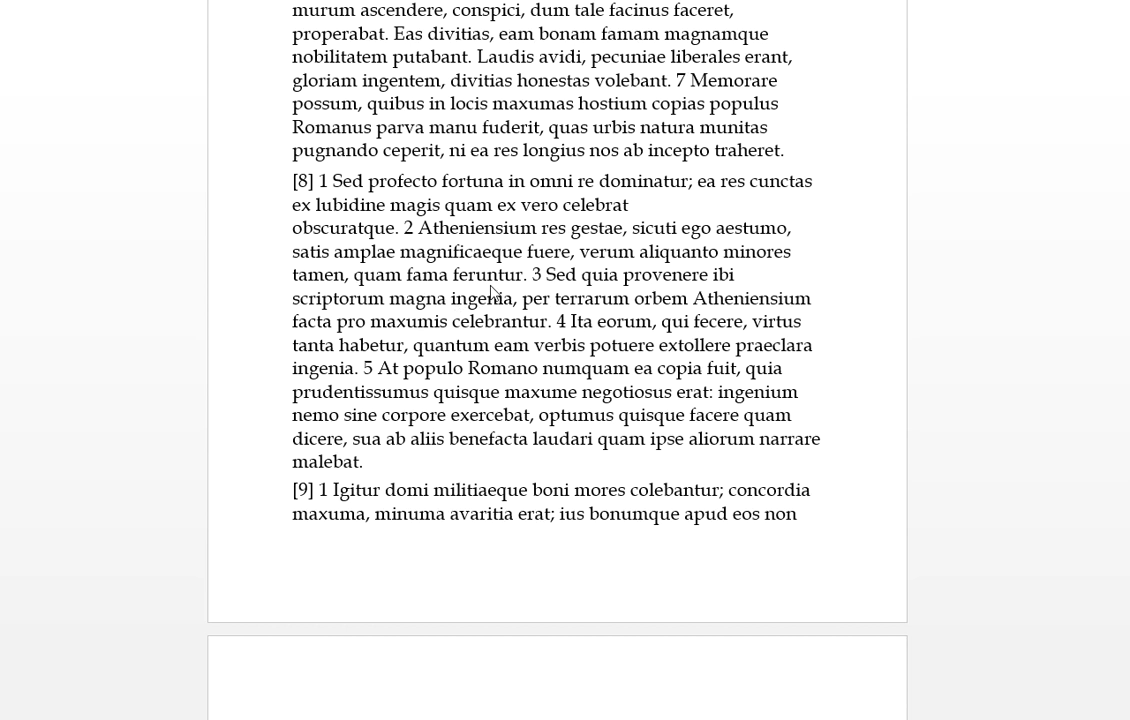 murum ascendere, conspici, dum tale facinus faceret,
properabat. Eas divitias, eam bonam famam magnamque
nobilitatem putabant. Laudis avidi, pecuniae liberales erant,
gloriam ingentem, divitias honestas volebant. 7 Memorare
possum, quibus in locis maxumas hostium copias populus
Romanus parva manu fuderit, quas urbis natura munitas
pugnando ceperit, ni ea res longius nos ab incepto traheret.
[8] 1 Sed profecto fortuna in omni re dominatur; ea res cunctas
ex lubidine magis quam ex vero celebrat
obscuratque. 2 Atheniensium res gestae, sicuti ego aestumo,
satis amplae magnificaeque fuere, verum aliquanto minores
tamen, quam fama feruntur. 3 Sed quia provenere ibi
scriptorum magna ingenia, per terrarum orbem Atheniensium
facta pro maxumis celebrantur. 4 Ita eorum, qui fecere, virtus
tanta habetur, quantum eam verbis potuere extollere praeclara
ingenia. 5 At populo Romano numquam ea copia fuit, quia
prudentissumus quisque maxume negotiosus erat: ingenium
nemo sine corpore exercebat, optumus quisque facere quam
dicere, sua ab aliis benefacta laudari quam ipse aliorum narrare
malebat.
[9] 1 Igitur domi militiaeque boni mores colebantur; concordia
maxuma, minuma avaritia erat; ius bonumque apud eos non